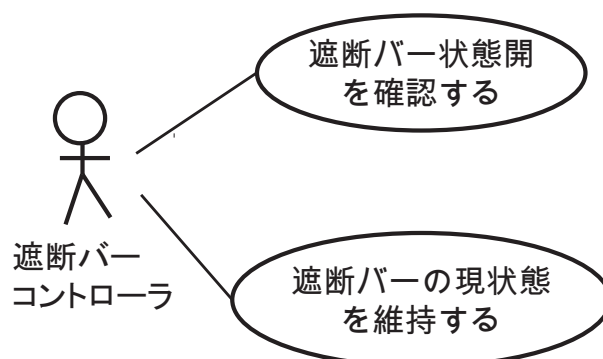 遮断バー状態開
を確認する
遮断バー
コントローラ
遮断バーの現状態
を維持する